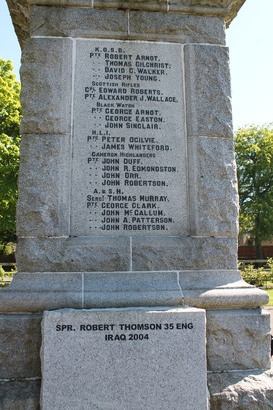 K.O.S.B.
PTE ROBERT ARNOT.
" THOMAS GILCHRIST.
" DAVID C. WALKER.
" JOSEPH YOUNG.
SCOTTISH RIFLES
CPL EDWARD ROBERTS.
PTE ALEXANDER J. WALLACE.
BLACK WATCH
PTE GEORGE ARNOT.
" GEORGE EASTON.
" JOHN SINCLAIR.
H.L.I.
PTE PETER OGILVIE.
" JAMES WHITEFORD.
CAMERON HIGHLANDERS
PTE JOHN DUFF.
" JOHN R. EDMONDSTON.
" JOHN ORR.
" JOHN ROBERTSON.
A. & S.H.
SERGT THOMAS MURRAY.
PTE GEORGE CLARK.
" JOHN MCCALLUM.
" JOHN A. PATTERSON.
" JOHN ROBERTSON.
SPR. ROBERT THOMSON 35 ENG
IRAQ 2004